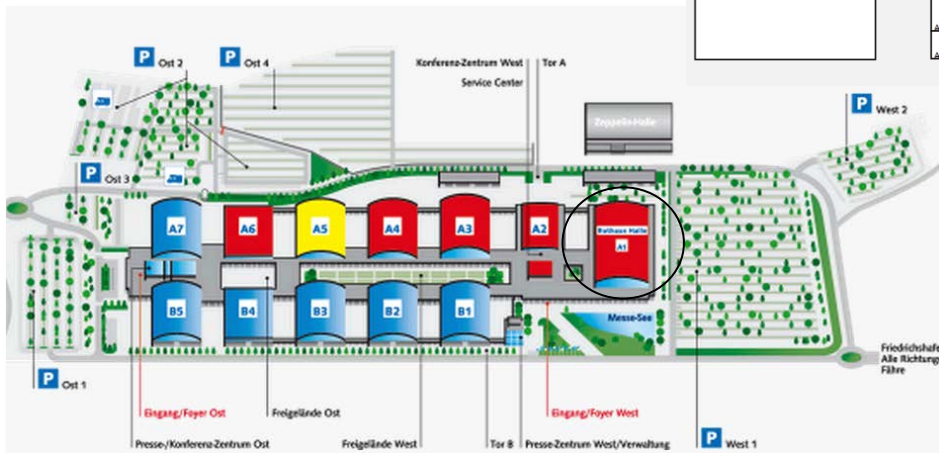 P Ost 2
P Ost 4
Konferenz-Zentrum West
Tor A
Service Center
Zeppelin-Halle
P West 2
P Ost 3
A7
A6
A5
A4
A3
A2
Rothaus Halle
A1
B5
B4
B3
B2
B1
Messe-See
Friedrichshafe
Alle Richtung
Fähre
P Ost 1
Eingang/Foyer Ost
Freigelände Ost
Eingang/Foyer West
Presse-/Konferenz-Zentrum Ost
Freigelände West
Tor B
Presse-Zentrum West/Verwaltung
P West 1